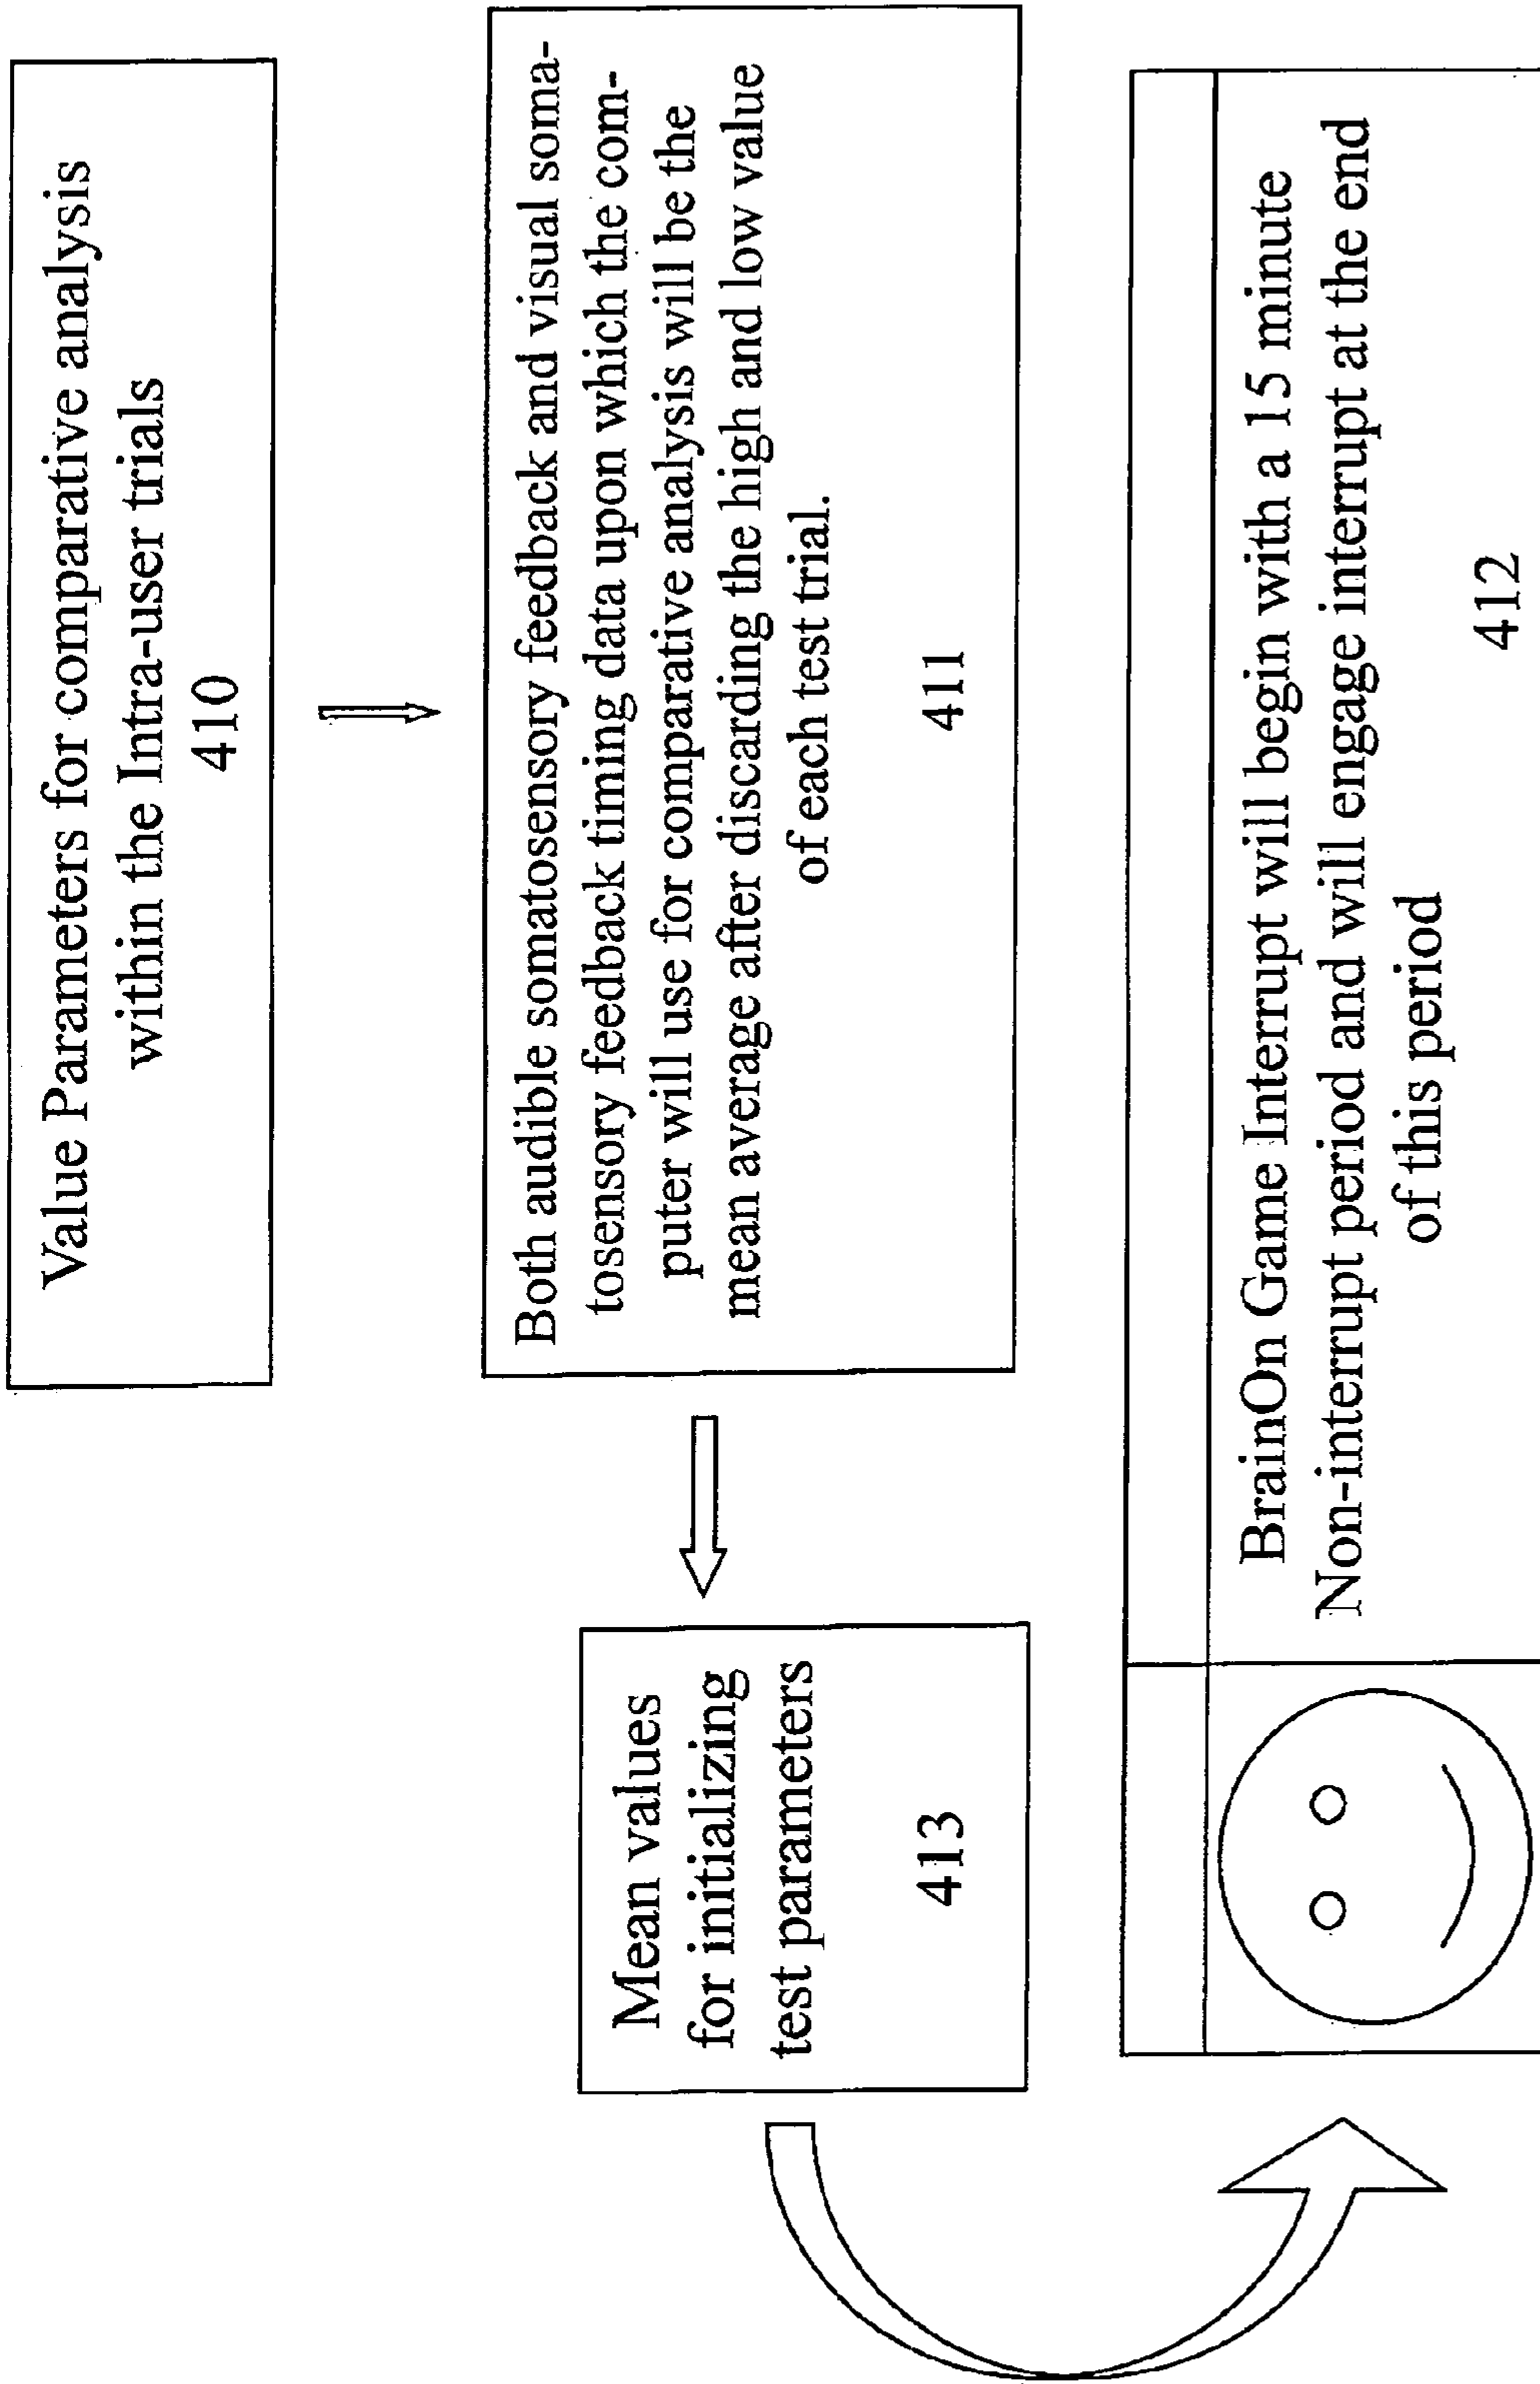 Value Parameters for comparative analysis
within the Intra-user trials
410
Both audible somatosensory feedback and visual soma-
tosensory feedback timing data upon which the com-
puter will use for comparative analysis will be the
mean average after discarding the high and low value
of each test trial.
411
Mean values
for initializing
test parameters
413
BrainOn Game Interrupt will begin with a 15 minute
Non-interrupt period and will engage interrupt at the end
of this period
412